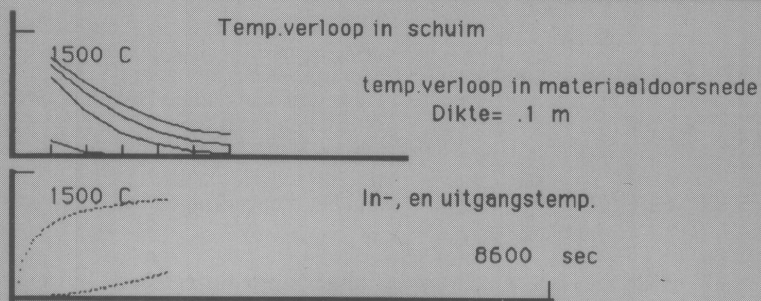 Temp.verloop in schuim
1500 C
temp.verloop in materiaaldoorsnede
Dikte= .1 m
1500 C
In-, en uitgangstemp.
8600 sec